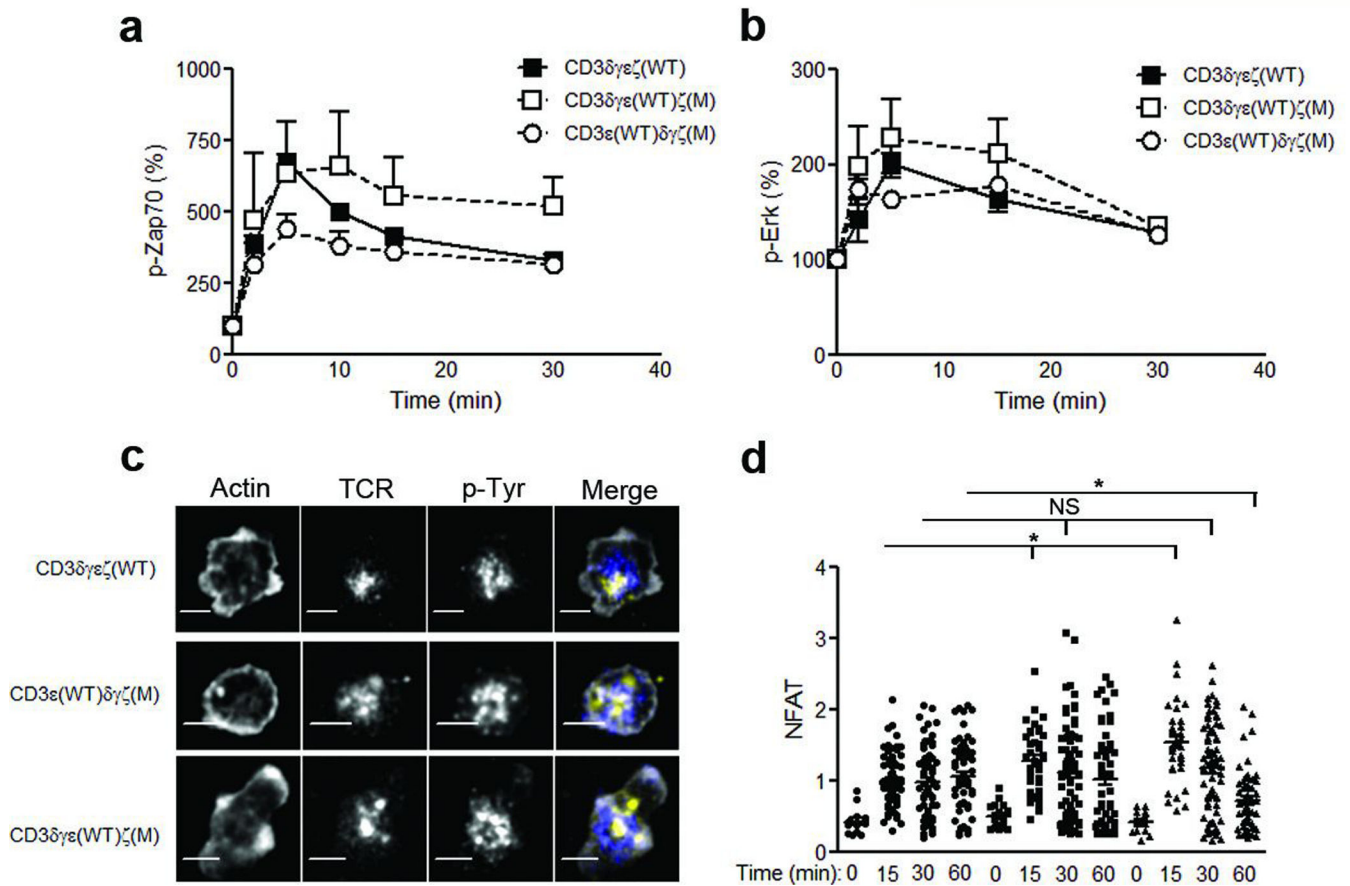 a
1000
750
500
250
0
p-Zap70 (%)
0 10 20 30 40
Time (min)
CD3δγεζ(WT)
CD3δγε(WT)ζ(M)
CD3ε(WT)δγζ(M)
b
300
200
100
0
p-Erk (%)
0 10 20 30 40
Time (min)
CD3δγεζ(WT)
CD3δγε(WT)ζ(M)
CD3ε(WT)δγζ(M)
c
Actin TCR p-Tyr Merge
CD3δγεζ(WT)
CD3ε(WT)δγζ(M)
CD3δγε(WT)ζ(M)
d
*
NS
*
4
3
2
1
0
NFAT
Time (min): 0 15 30 60 0 15 30 60 0 15 30 60